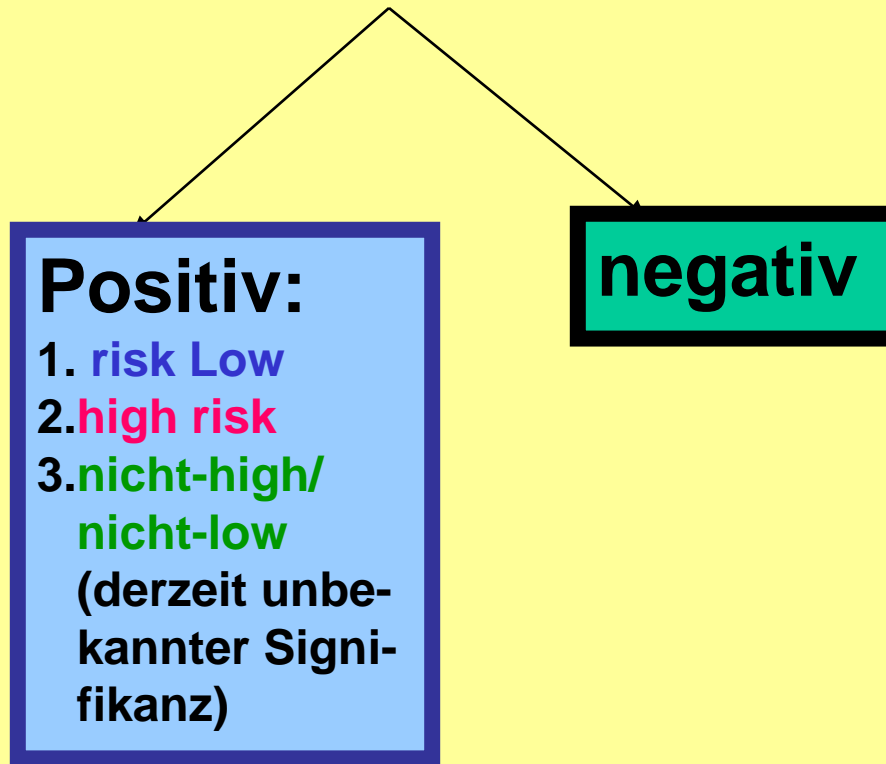 Positiv:
1. risk Low
2.high risk
3.nicht-high/
nicht-low
(derzeit unbe-
kannter Signi-
fikanz)
negativ